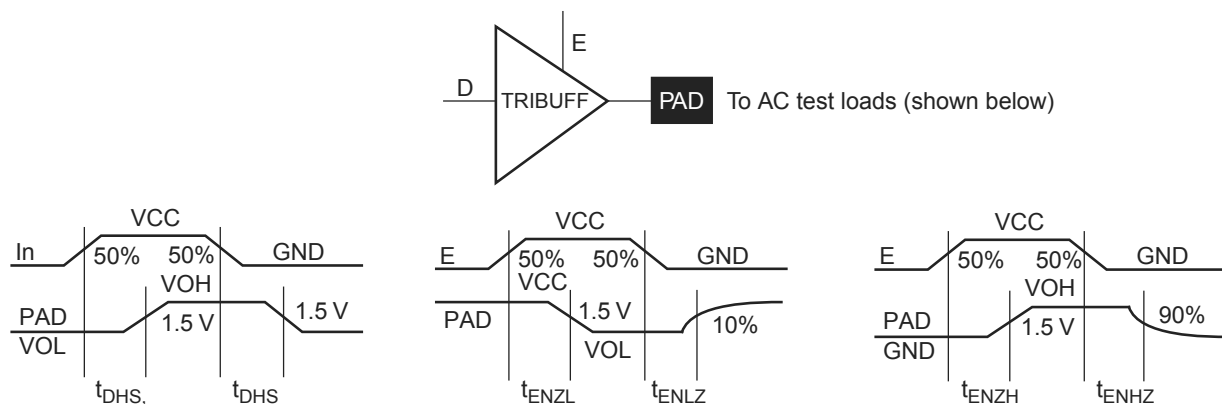 E
D
TRIBUFF
PAD
To AC test loads (shown below)
VCC
In
50%
50%
GND
VOH
PAD
1.5 V
1.5 V
VOL
tDHS,
tDHS
VCC
E
50%
50%
GND
VCC
PAD
1.5 V
10%
VOL
tENZL
tENLZ
VCC
E
50%
50%
GND
VOH
PAD
1.5 V
90%
GND
tENZH
tENHZ